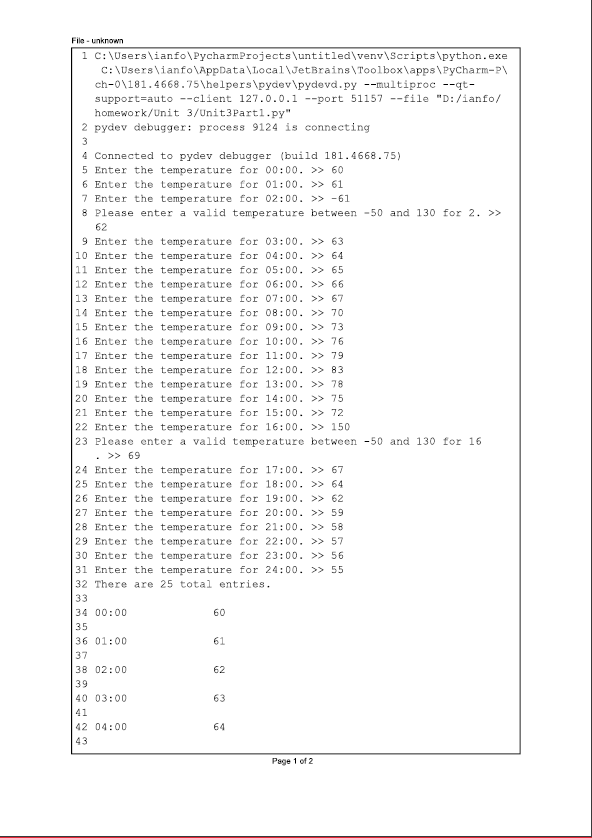 File - unknown
1 C:\Users\ianfo\PycharmProjects\untitled\venv\Scripts\python.exe
C:\Users\ianfo\AppData\Local\JetBrains\Toolbox\apps\PyCharm-P\
ch-0\181.4668.75\helpers\pydev\pydevd.py --multiproc --qt-
support=auto --client 127.0.0.1 --port 51157 --file "D:/ianfo/
homework/Unit 3/Unit3Part1.py"
2 pydev debugger: process 9124 is connecting
3
4 Connected to pydev debugger (build 181.4668.75)
5 Enter the temperature for 00:00. >> 60
6 Enter the temperature for 01:00. >> 61
7 Enter the temperature for 02:00. >> -61
8 Please enter a valid temperature between -50 and 130 for 2. >>
62
9 Enter the temperature for 03:00. >> 63
10 Enter the temperature for 04:00. >> 64
11 Enter the temperature for 05:00. >> 65
12 Enter the temperature for 06:00. >> 66
13 Enter the temperature for 07:00. >> 67
14 Enter the temperature for 08:00. >> 70
15 Enter the temperature for 09:00. >> 73
16 Enter the temperature for 10:00. >> 76
17 Enter the temperature for 11:00. >> 79
18 Enter the temperature for 12:00. >> 83
19 Enter the temperature for 13:00. >> 78
20 Enter the temperature for 14:00. >> 75
21 Enter the temperature for 15:00. >> 72
22 Enter the temperature for 16:00. >> 150
23 Please enter a valid temperature between -50 and 130 for 16
. >> 69
24 Enter the temperature for 17:00. >> 67
25 Enter the temperature for 18:00. >> 64
26 Enter the temperature for 19:00. >> 62
27 Enter the temperature for 20:00. >> 59
28 Enter the temperature for 21:00. >> 58
29 Enter the temperature for 22:00. >> 57
30 Enter the temperature for 23:00. >> 56
31 Enter the temperature for 24:00. >> 55
32 There are 25 total entries.
33
34 00:00 60
35
36 01:00 61
37
38 02:00 62
39
40 03:00 63
41
42 04:00 64
43
Page 1 of 2